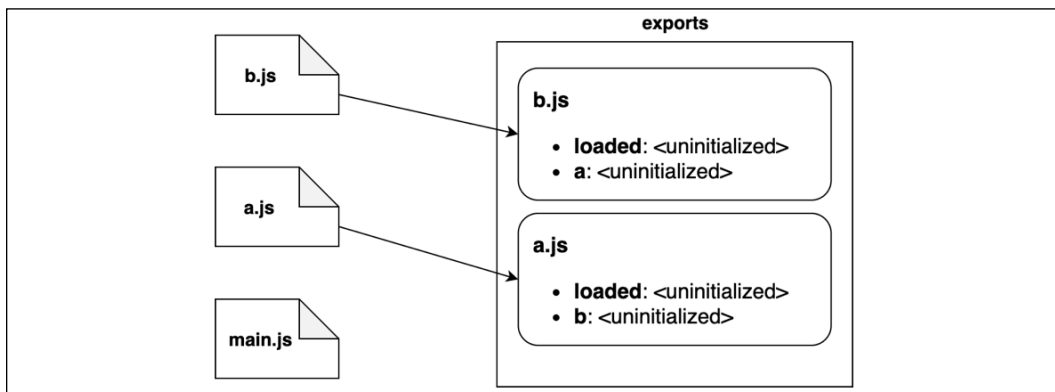 exports
b.js
b.js
• loaded: <uninitialized>
• a: <uninitialized>
a.js
a.js
• loaded: <uninitialized>
• b: <uninitialized>
main.js